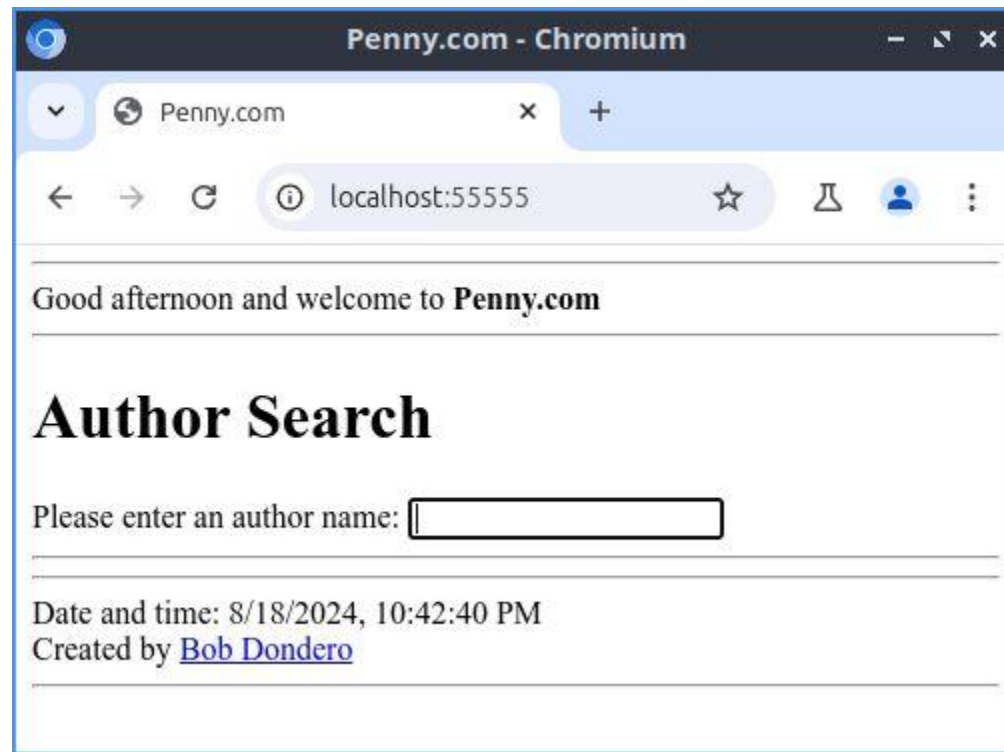 Penny.com - Chromium
Penny.com
localhost:55555
Good afternoon and welcome to Penny.com
Author Search
Please enter an author name:
Date and time: 8/18/2024, 10:42:40 PM
Created by Bob Dondero